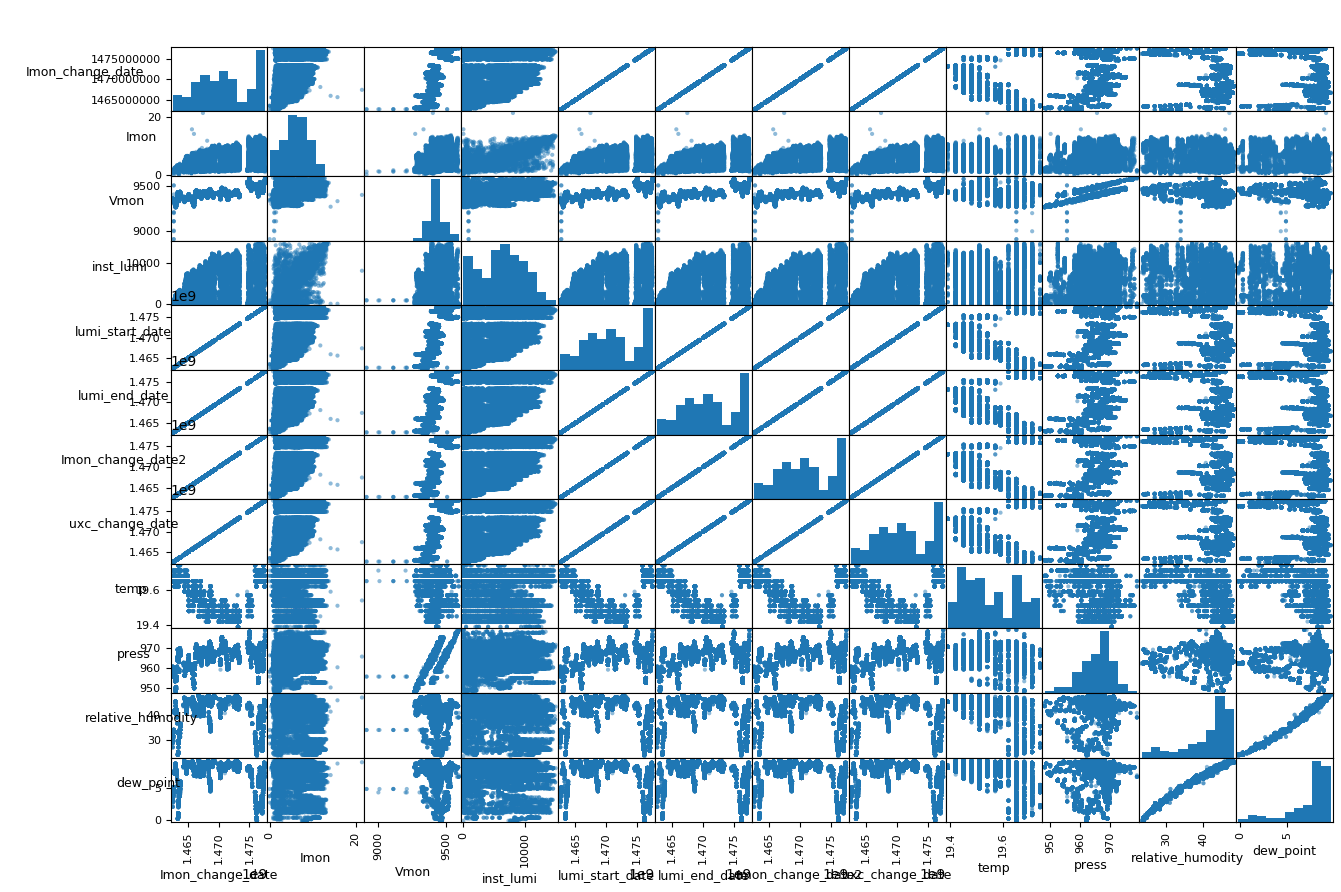 1475000000
Imon_change_date
1470000000
1465000000
20
Imon
0
9500
Vmon
9000
inst_lumi
10000
0
1e9
1.475
lumi_start_date
1.470
1.465
1e9
1.475
lumi_end_date
1.470
1.465
1e9
1.475
Imon_change_date2
1.470
1.465
1e9
1.475
uxc_change_date
1.470
1.465
temp
19.6
19.4
970
press
960
950
relative_humodity
40
30
dew_point
5
0
1.465 1.470 1.475 0 20 9000 9500 0 10000 1.465 1.470 1.475 1.465 1.470 1.475 1.465 1.470 1.475 1.465 1.470 1.475 19.4 19.6 950 960 970 30 40 0 5
Imon_change_date 1e9 Imon Vmon inst_lumi lumi_start_date 1e9 lumi_end_date 1e9 Imon_change_date2 1e9 uxc_change_date 1e9 temp press relative_humodity dew_point